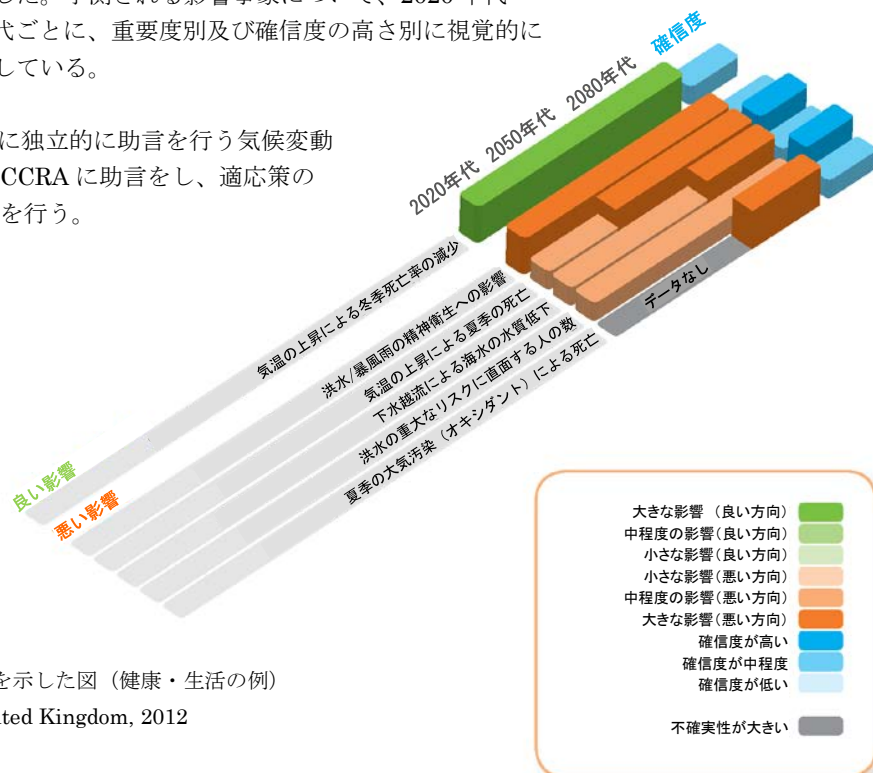 した。予測される影響事象について、2020 年代
代ごとに、重要度別及び確信度の高さ別に視覚的に
している。
に独立的に助言を行う気候変動
CCRA に助言をし、適応策の
を行う。
2020年代 2050年代 2080年代 確信度
気温の上昇による冬季死亡率の減少
洪水/暴風雨の精神衛生への影響
気温の上昇による夏季の死亡
下水越流による海水の水質低下
洪水の重大なリスクに直面する人の数
夏季の大気汚染（オキシダント）による死亡
データなし
良い影響
悪い影響
大きな影響 （良い方向）
中程度の影響（良い方向）
小さな影響（良い方向）
小さな影響（悪い方向）
中程度の影響（悪い方向）
大きな影響（悪い方向）
確信度が高い
確信度が中程度
確信度が低い
不確実性が大きい
を示した図（健康・生活の例）
ited Kingdom, 2012